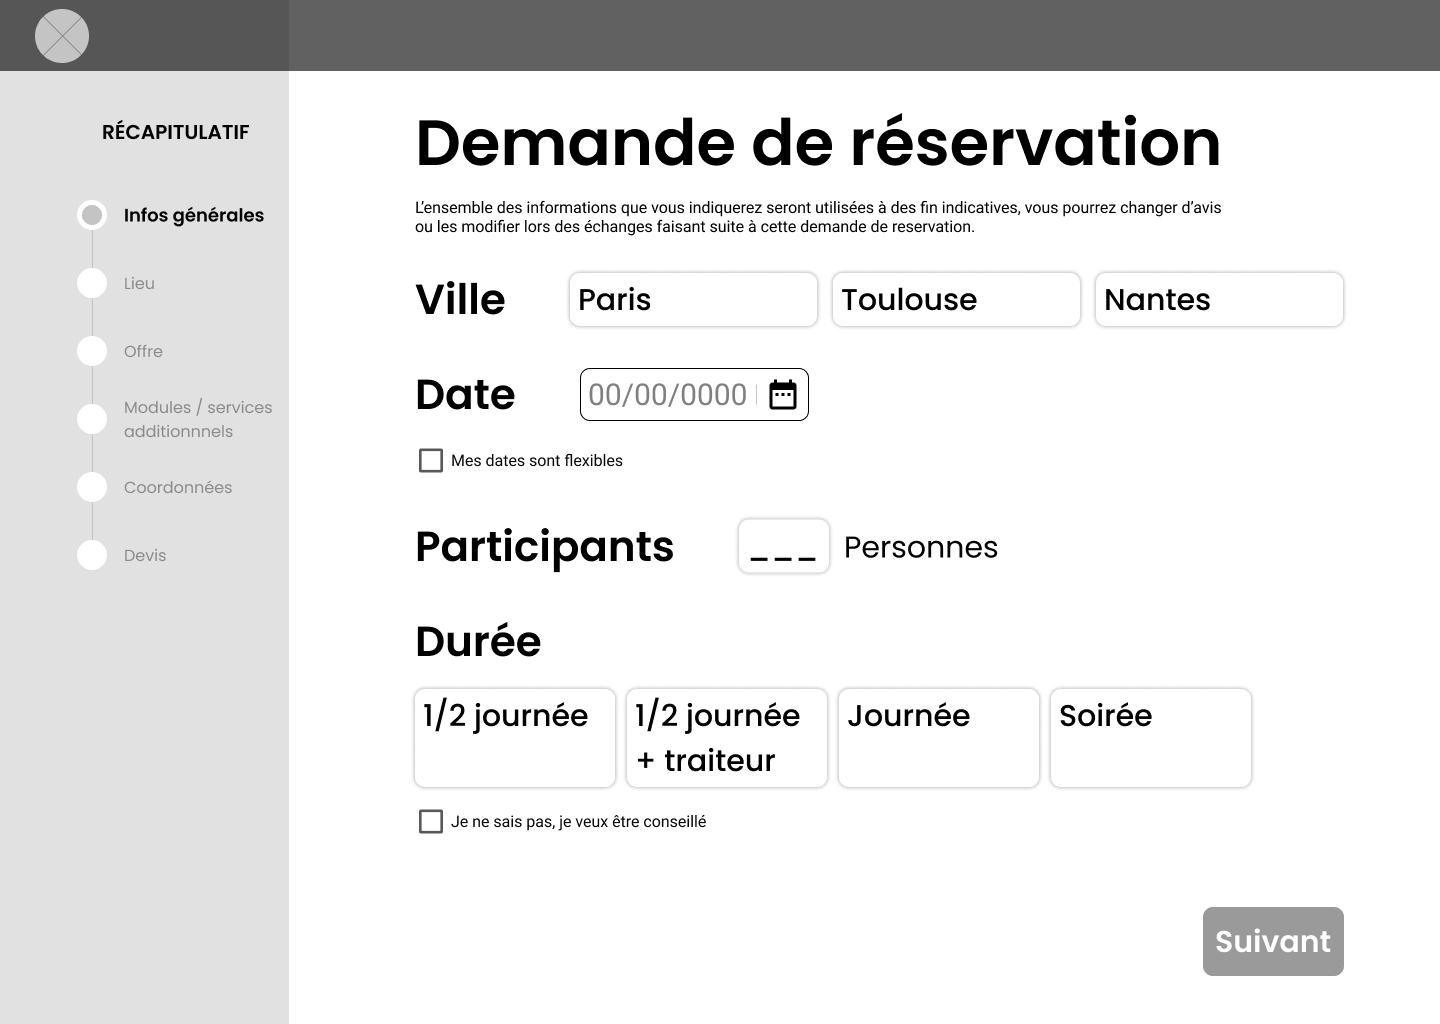 RÉCAPITULATIF
Infos générales
Lieu
Offre
Modules / services
additionnnels
Coordonnées
Devis
Demande de réservation
L’ensemble des informations que vous indiquerez seront utilisées à des fin indicatives, vous pourrez changer d’avis
ou les modifier lors des échanges faisant suite à cette demande de reservation.
Ville Paris Toulouse Nantes
Date 00/00/0000
Mes dates sont flexibles
Participants _ _ _ Personnes
Durée
1/2 journée
1/2 journée
+ traiteur
Journée
Soirée
Je ne sais pas, je veux être conseillé
Suivant